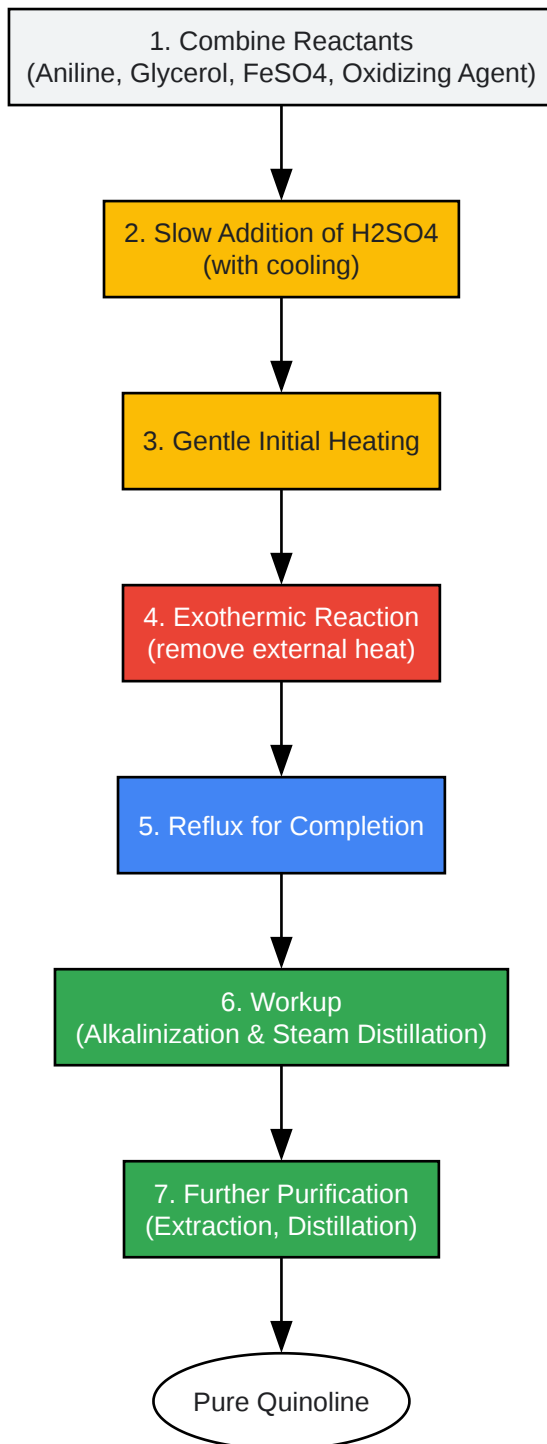 1. Combine Reactants
(Aniline, Glycerol, FeSO4, Oxidizing Agent)
2. Slow Addition of H2SO4
(with cooling)
3. Gentle Initial Heating
4. Exothermic Reaction
(remove external heat)
5. Reflux for Completion
6. Workup
(Alkalinization & Steam Distillation)
7. Further Purification
(Extraction, Distillation)
Pure Quinoline